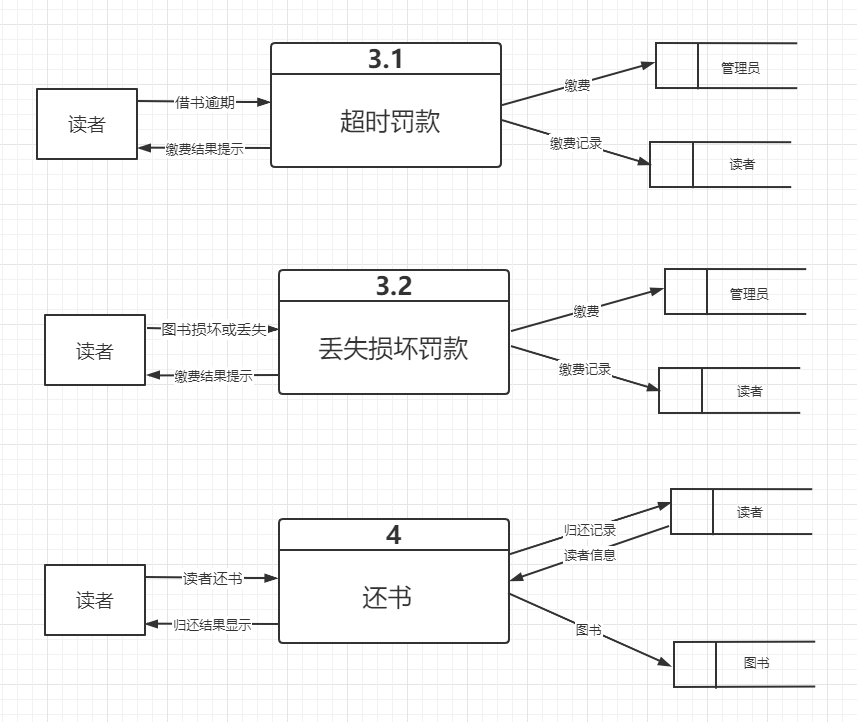 3.1
读者
借书逾期
缴费结果提示
超时罚款
缴费
缴费记录
管理员
读者
3.2
读者
图书损坏或丢失
缴费结果提示
丢失损坏罚款
缴费
缴费记录
管理员
读者
4
读者
读者还书
归还结果显示
还书
归还记录
读者信息
图书
读者
图书